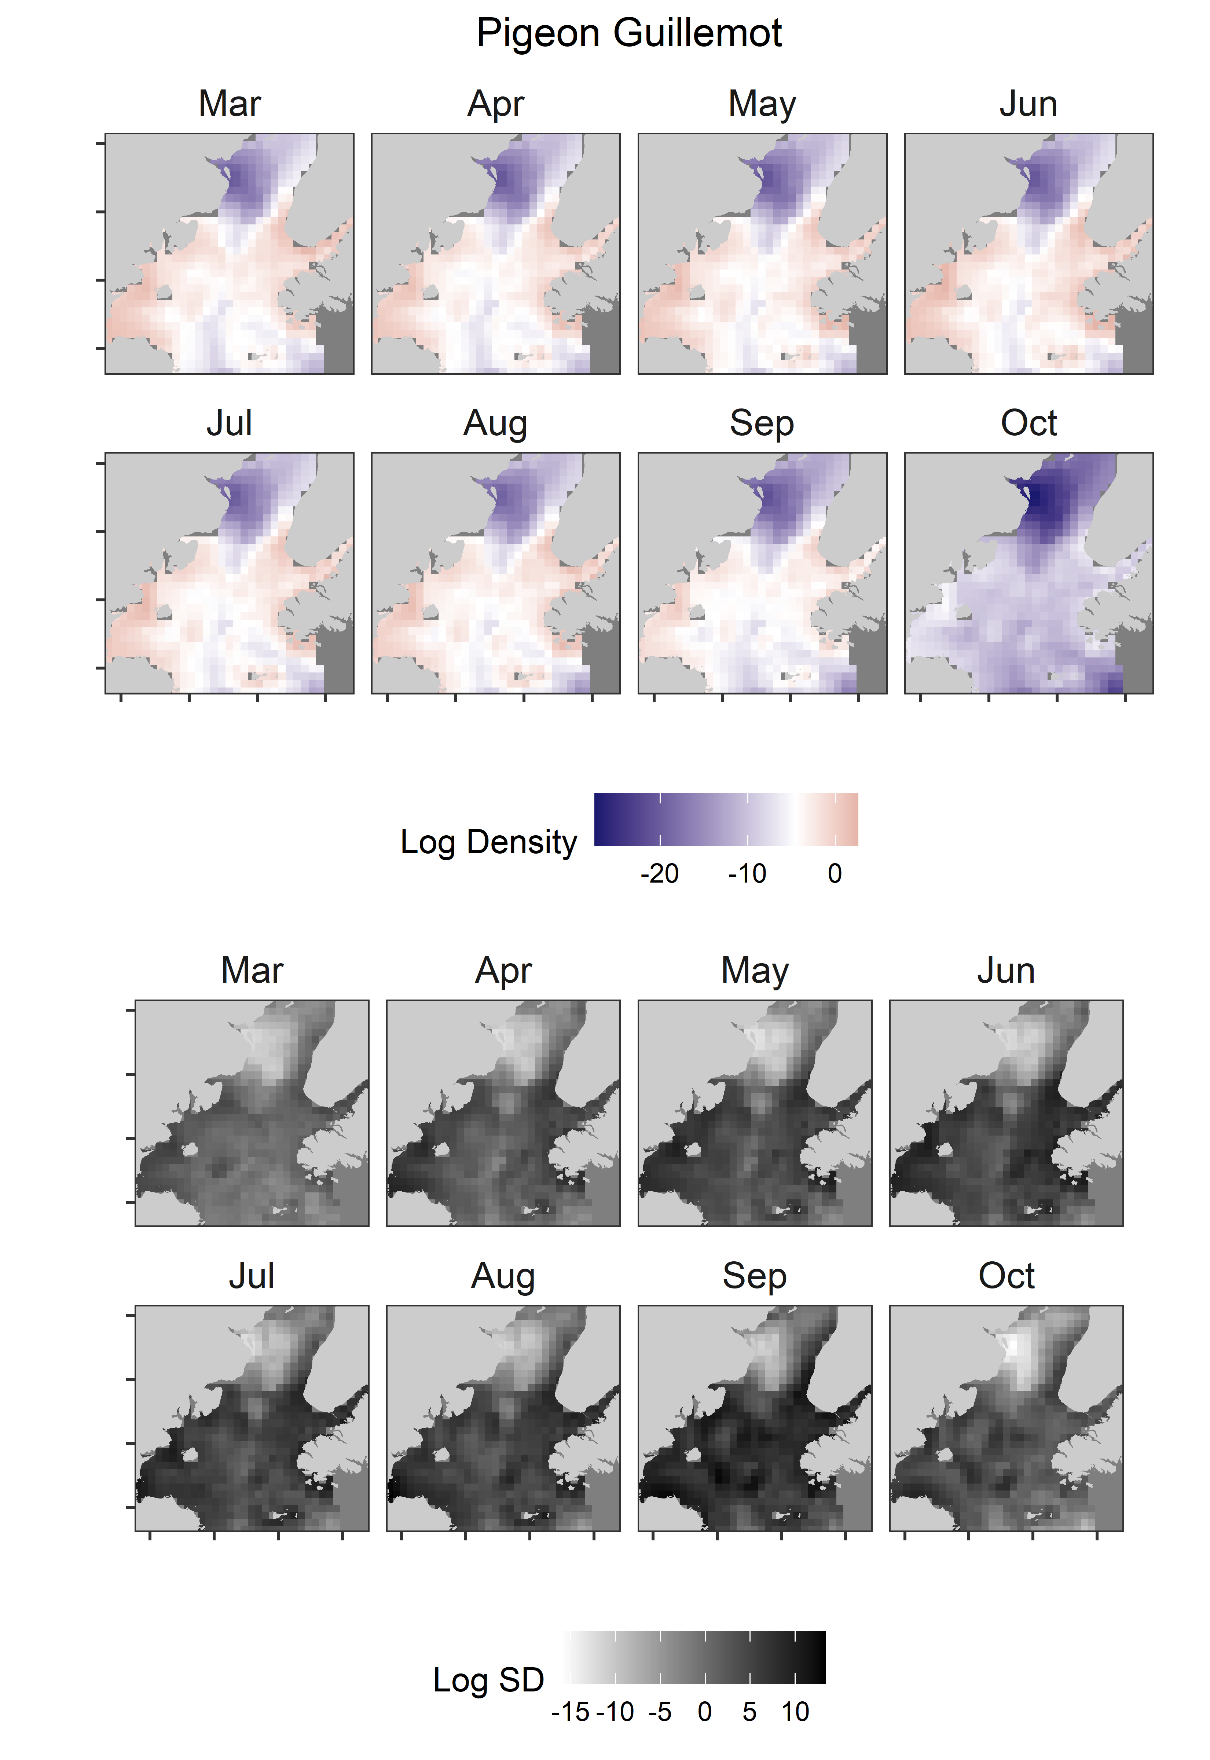 Pigeon Guillemot
Mar Apr May Jun
Jul Aug Sep Oct
Log Density
-20 -10 0
Mar Apr May Jun
Jul Aug Sep Oct
Log SD
-15 -10 -5 0 5 10